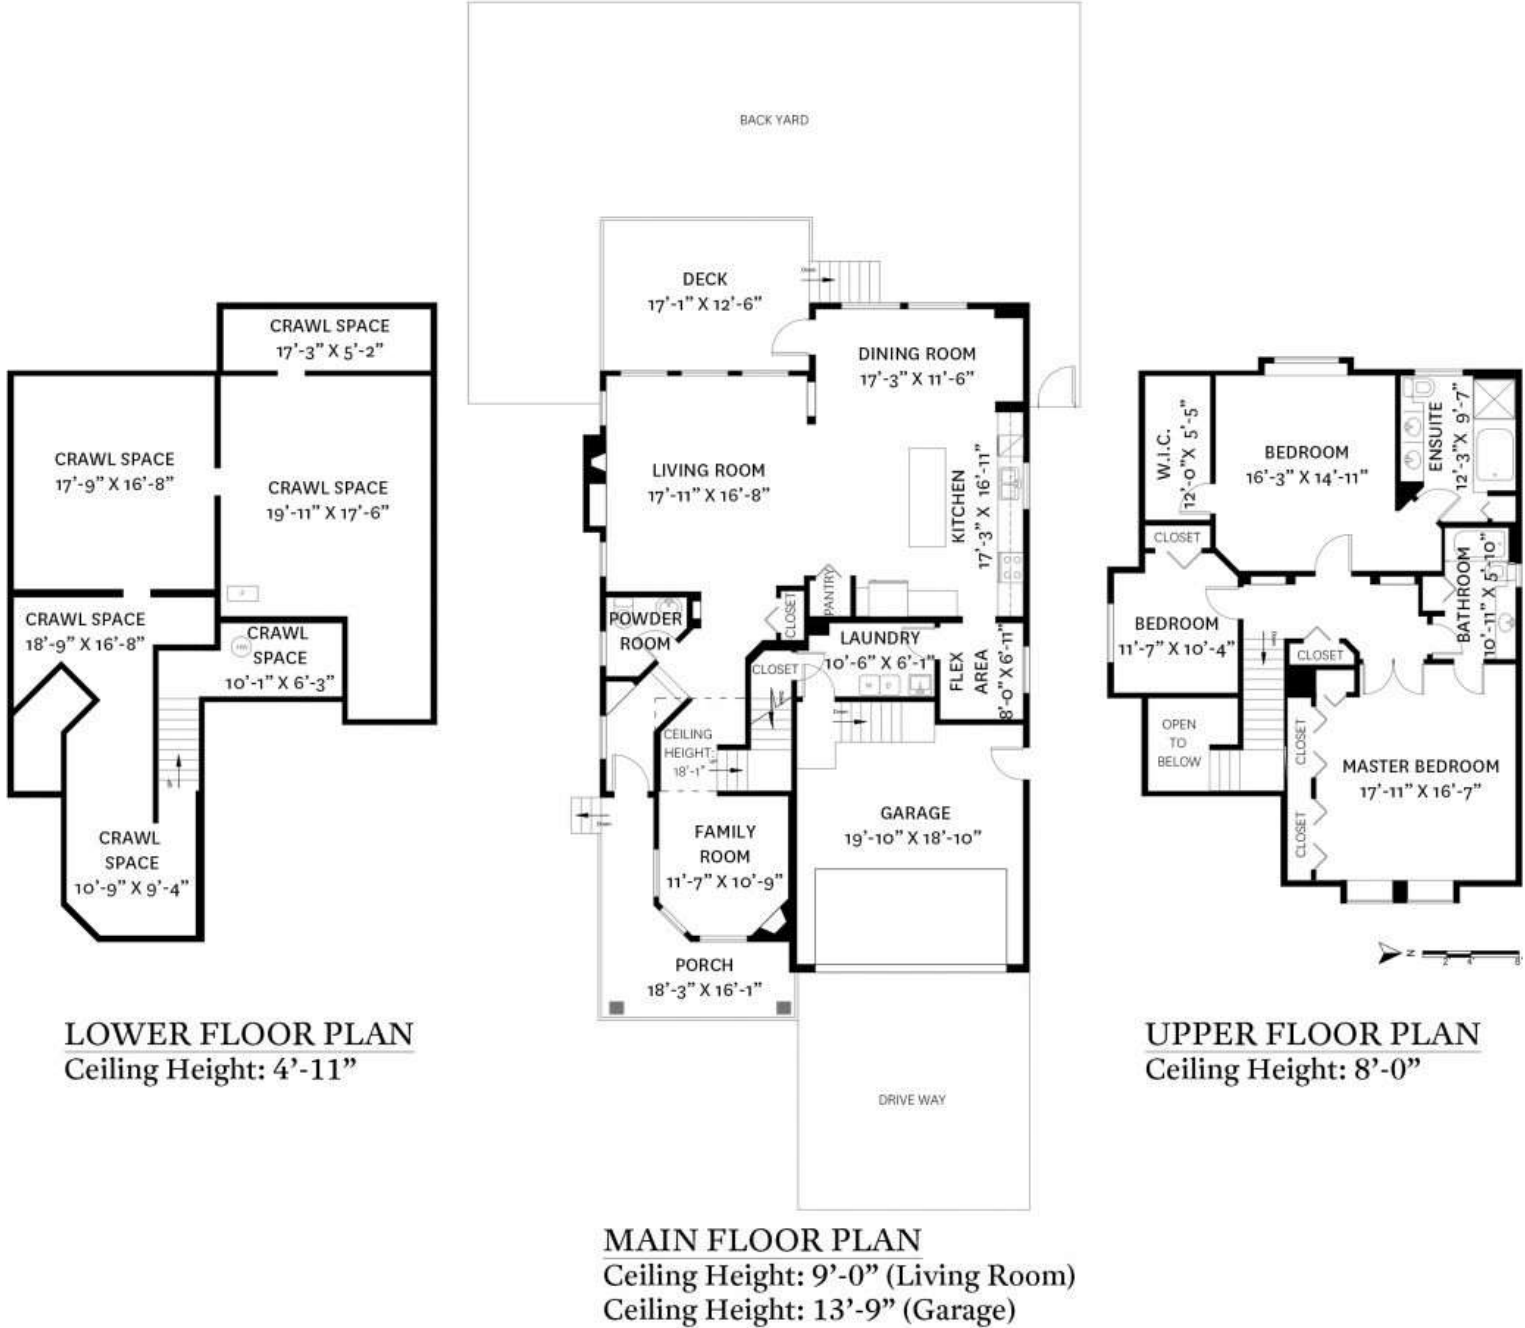 BACK YARD
DECK
17'-1" X 12'-6"
Down
DINING ROOM
17'-3" X 11'-6"
LIVING ROOM
17'-11" X 16'-8"
KITCHEN
17'-3" X 16'-11"
PANTRY
CLOSET
POWDER
ROOM
LAUNDRY
10'-6" X 6'-1"
FLEX
AREA
8'-0" X 6'-11"
CLOSET
Down
CEILING
HEIGHT:
18'-1"
GARAGE
19'-10" X 18'-10"
FAMILY
ROOM
11'-7" X 10'-9"
Down
PORCH
18'-3" X 16'-1"
DRIVE WAY
MAIN FLOOR PLAN
Ceiling Height: 9'-0" (Living Room)
Ceiling Height: 13'-9" (Garage)
CRAWL SPACE
17'-3" X 5'-2"
CRAWL SPACE
17'-9" X 16'-8"
CRAWL SPACE
19'-11" X 17'-6"
CRAWL SPACE
18'-9" X 16'-8"
CRAWL
SPACE
10'-1" X 6'-3"
CRAWL
SPACE
10'-9" X 9'-4"
LOWER FLOOR PLAN
Ceiling Height: 4'-11"
W.I.C.
12'-0" X 5'-5"
BEDROOM
16'-3" X 14'-11"
ENSUITE
12'-3" X 9'-7"
CLOSET
BEDROOM
11'-7" X 10'-4"
BATHROOM
10'-11" X 5'-10"
CLOSET
OPEN
TO
BELOW
CLOSET
MASTER BEDROOM
17'-11" X 16'-7"
CLOSET
N
2' 4' 8'
UPPER FLOOR PLAN
Ceiling Height: 8'-0"